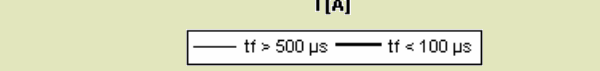 I[A]
tf > 500 µs tf < 100 µs